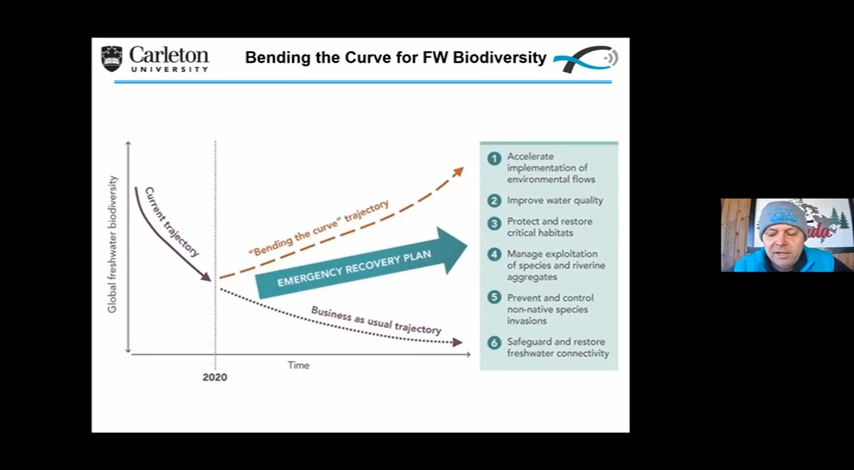 Carleton
UNIVERSITY
Bending the Curve for FW Biodiversity
Global freshwater biodiversity
Current trajectory
"Bending the curve" trajectory
EMERGENCY RECOVERY PLAN
Business as usual trajectory
Time
2020
1 Accelerate
implementation of
environmental flows
2 Improve water quality
3 Protect and restore
critical habitats
4 Manage exploitation
of species and riverine
aggregates
5 Prevent and control
non-native species
invasions
6 Safeguard and restore
freshwater connectivity